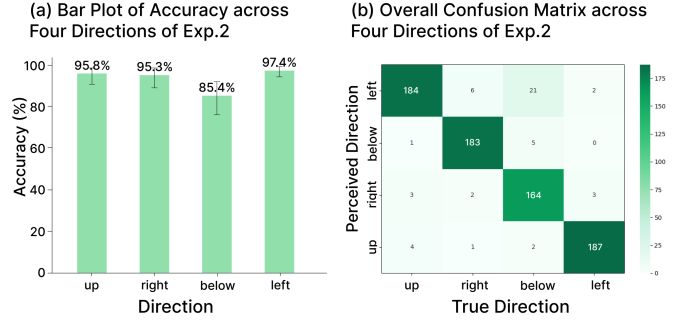 (a) Bar Plot of Accuracy across
Four Directions of Exp.2
Accuracy (%)
100
80
60
40
20
0
95.8%
95.3%
85.4%
97.4%
up
right
below
left
Direction
(b) Overall Confusion Matrix across
Four Directions of Exp.2
Perceived Direction
left
below
right
up
184 6 21 2
1 183 5 0
3 2 164 3
4 1 2 187
up
right
below
left
True Direction
175
150
125
100
75
50
25
0